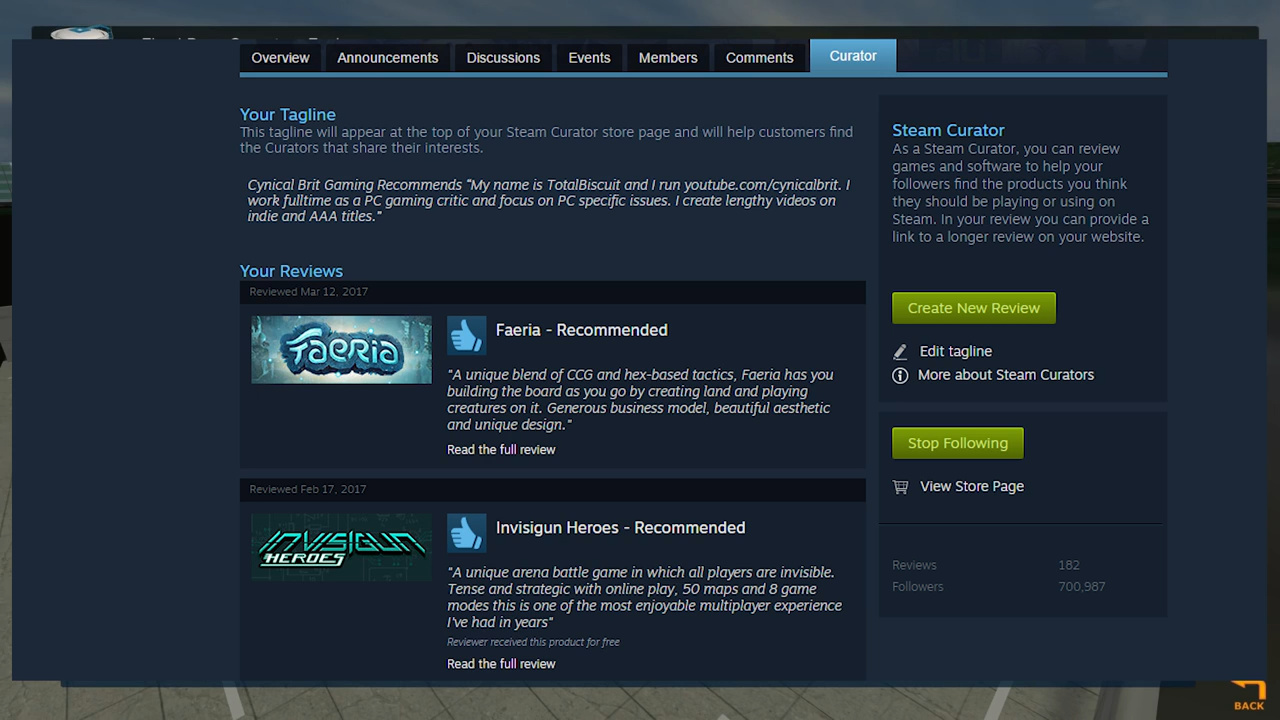 Overview
Announcements
Discussions
Events
Members
Comments
Curator
Your Tagline
This tagline will appear at the top of your Steam Curator store page and will help customers find
the Curators that share their interests.
Cynical Brit Gaming Recommends “My name is TotalBiscuit and I run youtube.com/cynicalbrit. I
work fulltime as a PC gaming critic and focus on PC specific issues. I create lengthy videos on
indie and AAA titles.”
Your Reviews
Reviewed Mar 12, 2017
Faeria
Faeria - Recommended
"A unique blend of CCG and hex-based tactics, Faeria has you
building the board as you go by creating land and playing
creatures on it. Generous business model, beautiful aesthetic
and unique design."
Read the full review
Reviewed Feb 17, 2017
INVISIGUN
HEROES
Invisigun Heroes - Recommended
"A unique arena battle game in which all players are invisible.
Tense and strategic with online play, 50 maps and 8 game
modes this is one of the most enjoyable multiplayer experience
I've had in years"
Reviewer received this product for free
Read the full review
Steam Curator
As a Steam Curator, you can review
games and software to help your
followers find the products you think
they should be playing or using on
Steam. In your review you can provide a
link to a longer review on your website.
Create New Review
Edit tagline
More about Steam Curators
Stop Following
View Store Page
Reviews 182
Followers 700,987
BACK